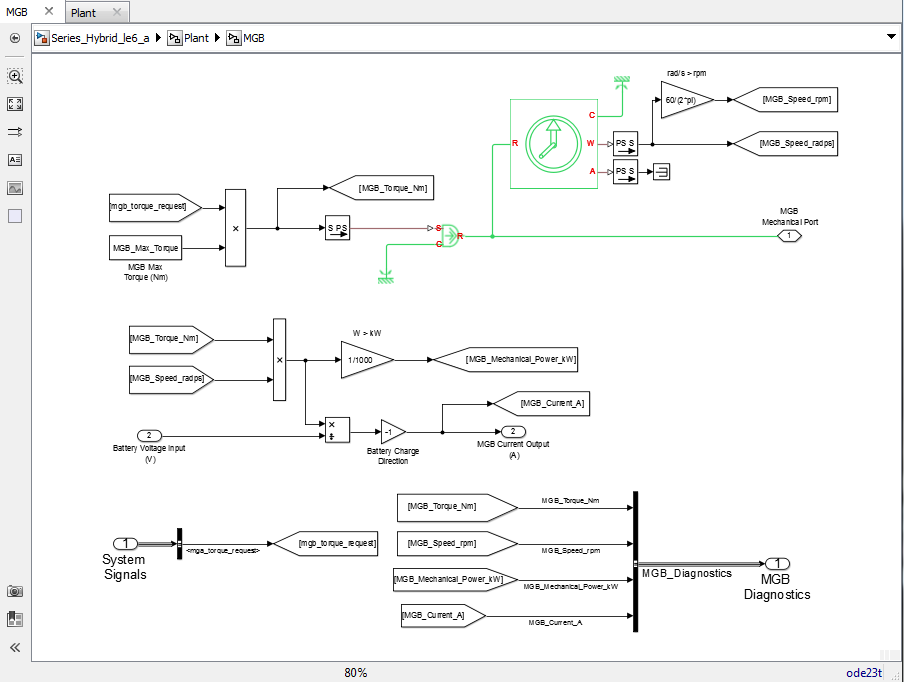 MGB
Plant
Series_Hybrid_le6_a
Plant
MGB
rad/s > rpm
60/(2*pi)
[MGB_Speed_rpm]
C
R
W
PS S
[MGB_Speed_radps]
A
PS S
[MGB_Torque_Nm]
[mgb_torque_request]
×
S PS
S
R
C
MGB
Mechanical Port
1
MGB_Max_Torque
MGB Max
Torque (Nm)
W > kW
[MGB_Torque_Nm]
×
1/1000
[MGB_Mechanical_Power_kW]
[MGB_Speed_radps]
[MGB_Current_A]
×
÷
-1
2
2
Battery Voltage Input
(V)
Battery Charge
Direction
MGB Current Output
(A)
[MGB_Torque_Nm]
MGB_Torque_Nm
1
System
Signals
<mga_torque_request>
[mgb_torque_request]
[MGB_Speed_rpm]
MGB_Speed_rpm
[MGB_Mechanical_Power_kW]
MGB_Mechanical_Power_kW
[MGB_Current_A]
MGB_Current_A
MGB_Diagnostics
1
MGB
Diagnostics
80%
ode23t